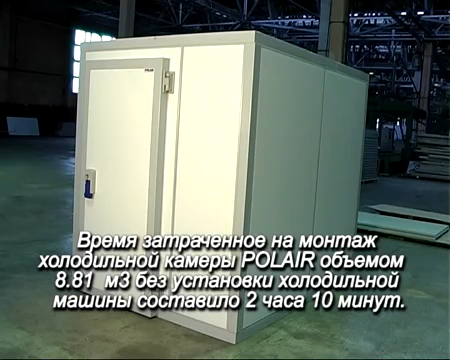 POLAIR
Время затраченное на монтаж
холодильной камеры POLAIR объемом
8.81 м3 без установки холодильной
машины составило 2 часа 10 минут.